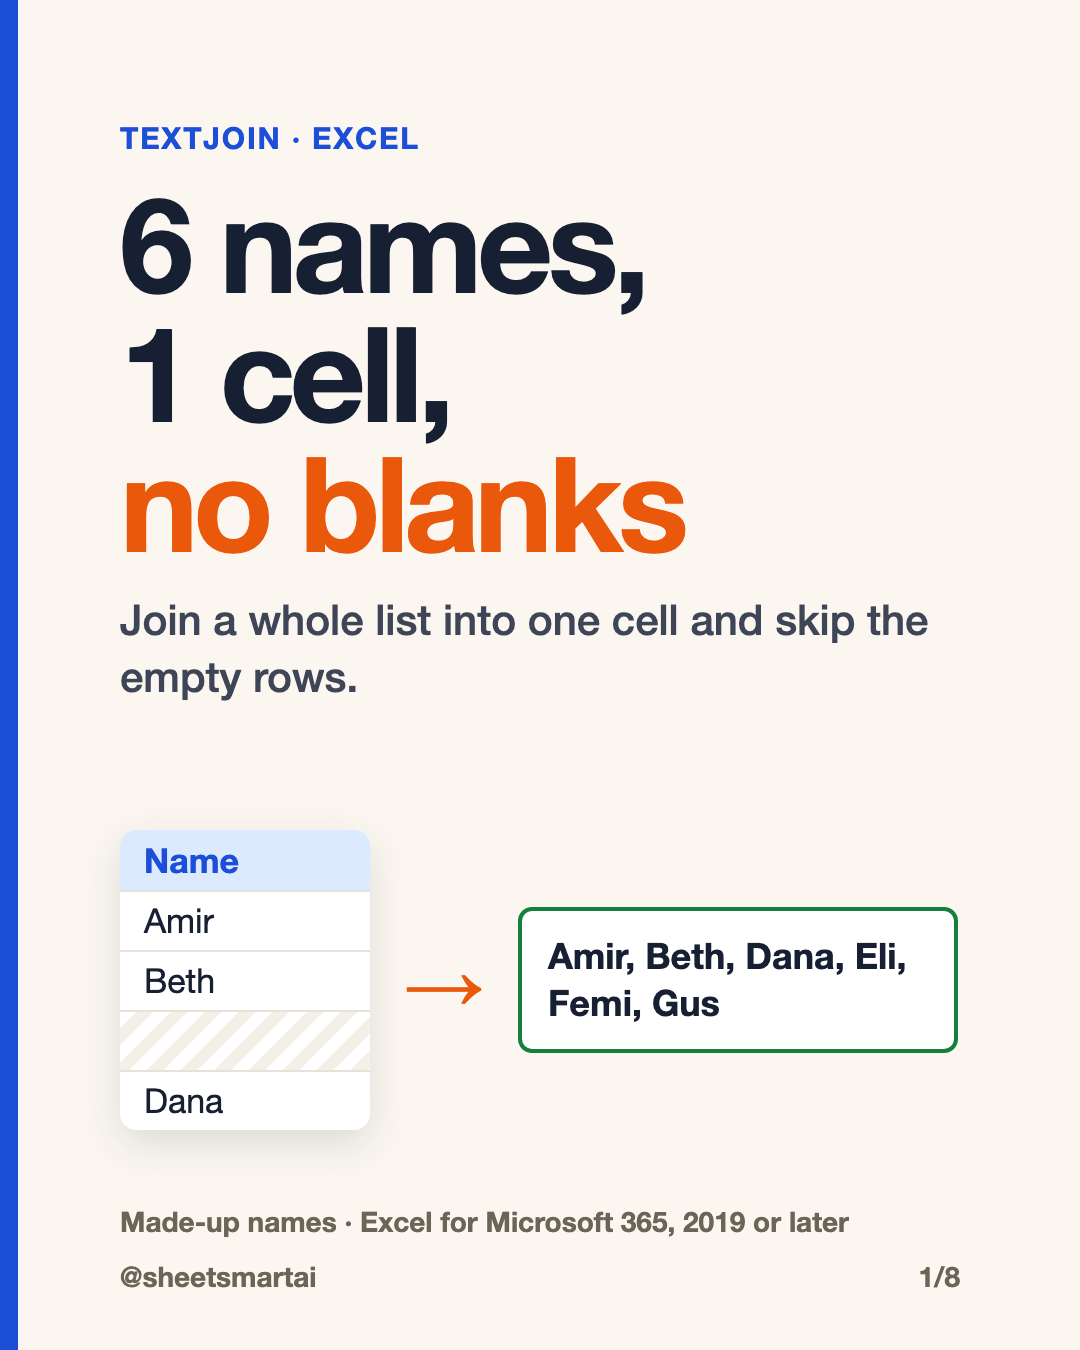 TEXTJOIN · EXCEL
6 names,
1 cell,
no blanks
Join a whole list into one cell and skip the
empty rows.
Name
Amir
Beth
Dana
→
Amir, Beth, Dana, Eli,
Femi, Gus
Made-up names · Excel for Microsoft 365, 2019 or later
@sheetsmartai
1/8